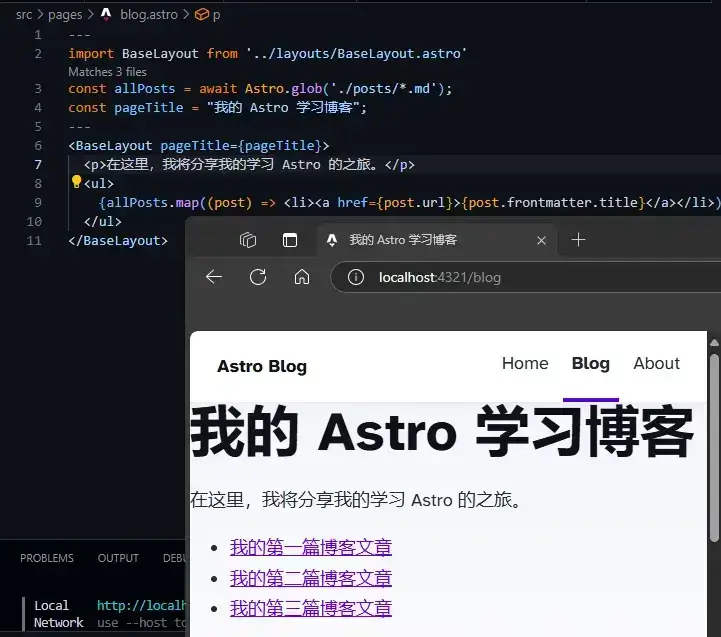 src > pages > blog.astro > p
1 ---
2 import BaseLayout from '../layouts/BaseLayout.astro'
Matches 3 files
3 const allPosts = await Astro.glob('./posts/*.md');
4 const pageTitle = "我的 Astro 学习博客";
5 ---
6 <BaseLayout pageTitle={pageTitle}>
7 <p>在这里，我将分享我的学习 Astro 的之旅。</p>
8 <ul>
9 {allPosts.map((post) => <li><a href={post.url}>{post.frontmatter.title}</a></li>)
10 </ul>
11 </BaseLayout>
我的 Astro 学习博客
localhost:4321/blog
Astro Blog Home Blog About
我的 Astro 学习博客
在这里，我将分享我的学习 Astro 的之旅。
我的第一篇博客文章
我的第二篇博客文章
我的第三篇博客文章
PROBLEMS OUTPUT DEBU
Local http://localh
Network use --host to